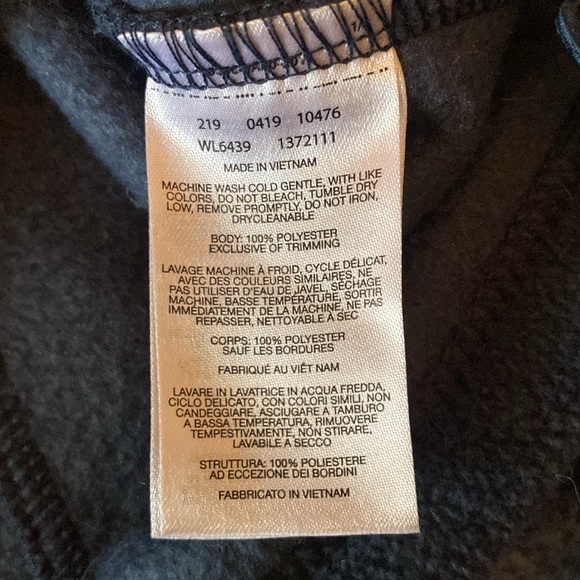 219 0419 10476
WL6439 1372111
MADE IN VIETNAM
MACHINE WASH COLD GENTLE, WITH LIKE
COLORS, DO NOT BLEACH, TUMBLE DRY
LOW, REMOVE PROMPTLY, DO NOT IRON,
DRYCLEANABLE
BODY: 100% POLYESTER
EXCLUSIVE OF TRIMMING
LAVAGE MACHINE À FROID, CYCLE DÉLICAT,
AVEC DES COULEURS SIMILAIRES, NE
PAS UTILISER D'EAU DE JAVEL, SÉCHAGE
MACHINE, BASSE TEMPÉRATURE, SORTIR
IMMÉDIATEMENT DE LA MACHINE, NE PAS
REPASSER, NETTOYABLE À SEC
CORPS: 100% POLYESTER
SAUF LES BORDURES
FABRIQUÉ AU VIÊT NAM
LAVARE IN LAVATRICE IN ACQUA FREDDA,
CICLO DELICATO, CON COLORI SIMILI, NON
CANDEGGIARE, ASCIUGARE A TAMBURO
A BASSA TEMPERATURA, RIMUOVERE
TEMPESTIVAMENTE, NON STIRARE,
LAVABILE A SECCO
STRUTTURA: 100% POLIESTERE
AD ECCEZIONE DEI BORDINI
FABBRICATO IN VIETNAM